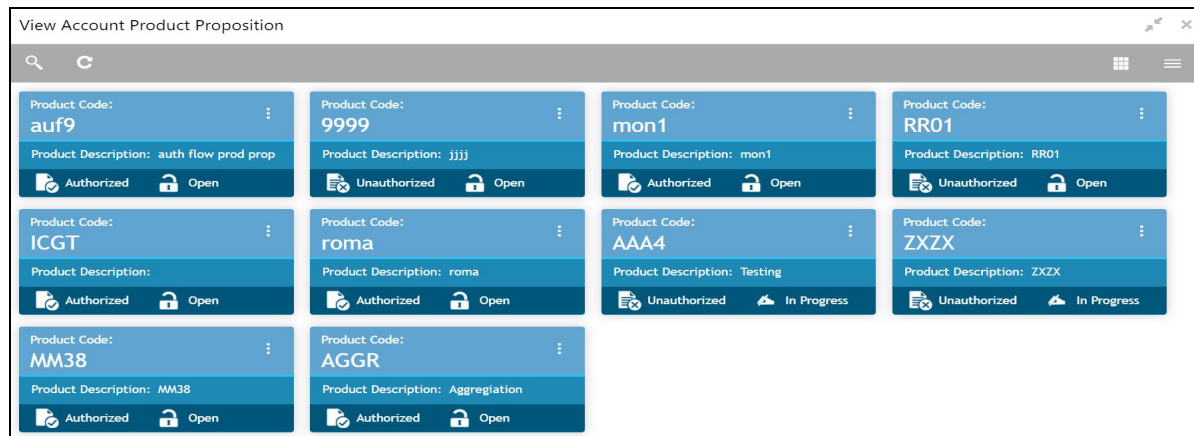 View Account Product Proposition
Product Code:
auf9
Product Description: auth flow prod prop
Authorized Open
Product Code:
9999
Product Description: jjjj
Unauthorized Open
Product Code:
mon1
Product Description: mon1
Authorized Open
Product Code:
RR01
Product Description: RR01
Unauthorized Open
Product Code:
ICGT
Product Description:
Authorized Open
Product Code:
roma
Product Description: roma
Authorized Open
Product Code:
AAA4
Product Description: Testing
Unauthorized In Progress
Product Code:
ZXZX
Product Description: ZXZX
Unauthorized In Progress
Product Code:
MM38
Product Description: MM38
Authorized Open
Product Code:
AGGR
Product Description: Aggregiation
Authorized Open